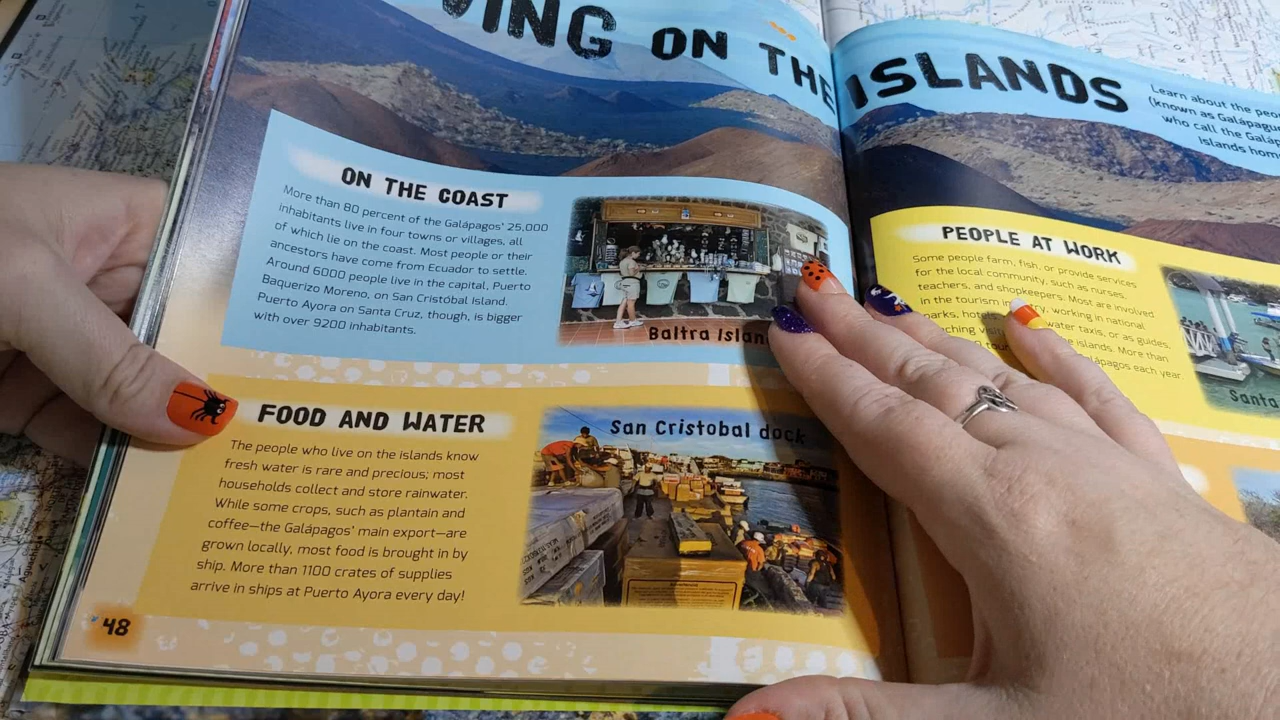 VING ON THE ISLANDS
Learn about the
(known as
who call the
islands
ON THE COAST
More than 80 percent of the Galápagos' 25,000
inhabitants live in four towns or villages, all
of which lie on the coast. Most people or their
ancestors have come from Ecuador to settle.
Around 6000 people live in the capital, Puerto
Baquerizo Moreno, on San Cristóbal island.
Puerto Ayora on Santa Cruz, though, is bigger
with over 9200 inhabitants.
Baltra
FOOD AND WATER
The people who live on the islands know
fresh water is rare and precious; most
households collect and store rainwater.
While some crops, such as plantain and
coffee—the Galápagos' main export—are
grown locally, most food is brought in by
ship. More than 1100 crates of supplies
arrive in ships at Puerto Ayora every day!
San Cristobal dock
48
PEOPLE AT WORK
Some people farm, fish, or provide services
for the local community, such as nurses,
teachers, and shopkeepers. Most are involved
in the tourism working in national
parks, water taxis, or as guides,
the islands. More than
each year
Santa